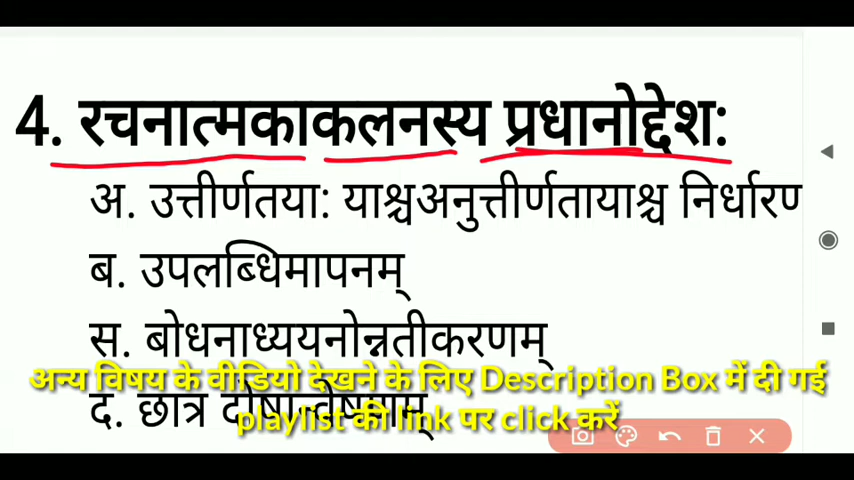 4. रचनात्मकाकलनस्य प्रधानोद्देश:
अ. उत्तीर्णतया: याश्चअनुत्तीर्णतायाश्च निर्धारण
ब. उपलब्धिमापनम्
स. बोधनाध्ययनोन्नतीकरणम्
अन्य विषय के वीडियो देखने के लिए Description Box में दी गई
द. छात्र दोषान्वेषणम्
playlist की link पर click करें